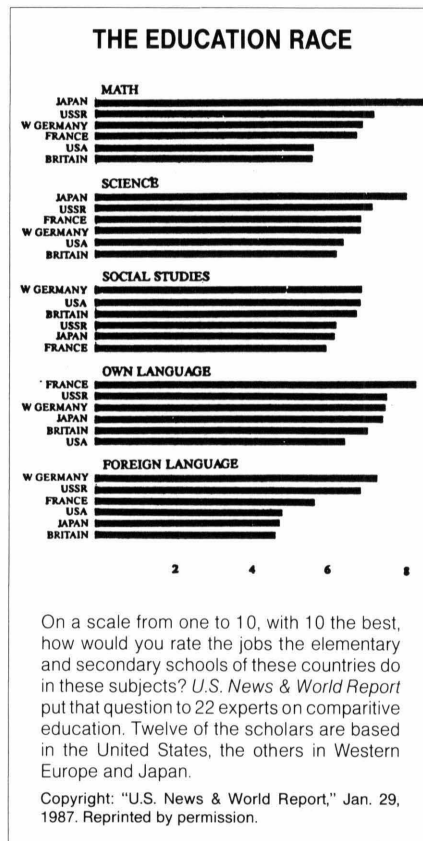 THE EDUCATION RACE
MATH
JAPAN
USSR
W GERMANY
FRANCE
USA
BRITAIN
SCIENCE
JAPAN
USSR
FRANCE
W GERMANY
USA
BRITAIN
SOCIAL STUDIES
W GERMANY
USA
BRITAIN
USSR
JAPAN
FRANCE
OWN LANGUAGE
FRANCE
USSR
W GERMANY
JAPAN
BRITAIN
USA
FOREIGN LANGUAGE
W GERMANY
USSR
FRANCE
USA
JAPAN
BRITAIN
2 4 6 8
On a scale from one to 10, with 10 the best,
how would you rate the jobs the elementary
and secondary schools of these countries do
in these subjects? U.S. News & World Report
put that question to 22 experts on comparitive
education. Twelve of the scholars are based
in the United States, the others in Western
Europe and Japan.
Copyright: "U.S. News & World Report," Jan. 29,
1987. Reprinted by permission.